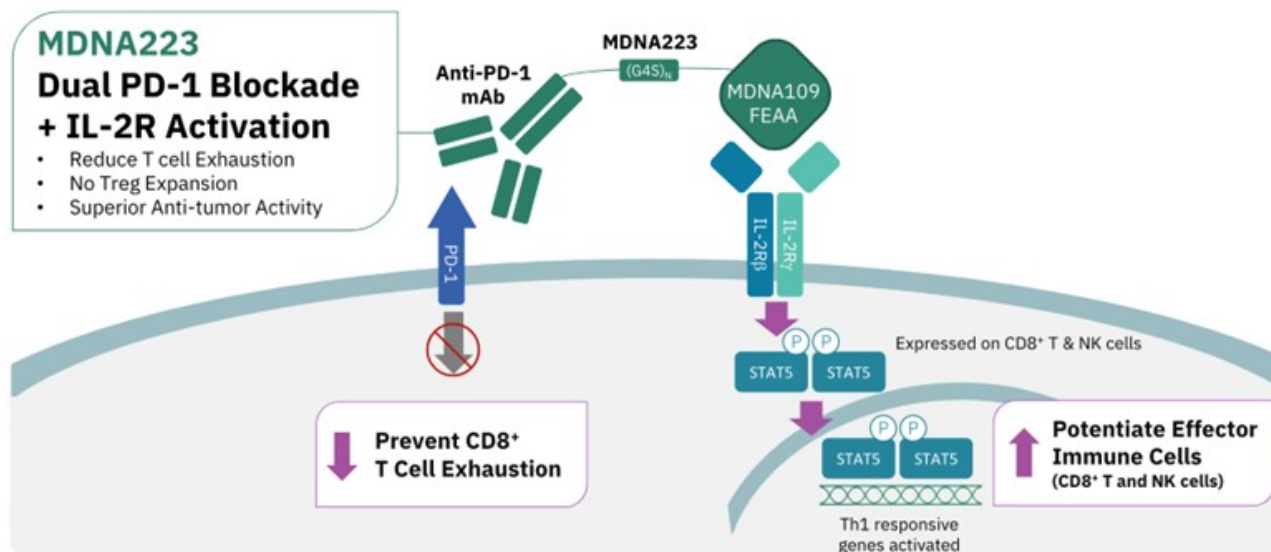 MDNA223
Dual PD-1 Blockade
+ IL-2R Activation
• Reduce T cell Exhaustion
• No Treg Expansion
• Superior Anti-tumor Activity
Anti-PD-1
mAb
MDNA223
(G4S)N
MDNA109
FEAA
PD-1
IL-2Rβ
IL-2Rγ
P P
STAT5 STAT5
Expressed on CD8⁺ T & NK cells
Prevent CD8⁺
T Cell Exhaustion
P P
STAT5 STAT5
Th1 responsive
genes activated
Potentiate Effector
Immune Cells
(CD8⁺ T and NK cells)